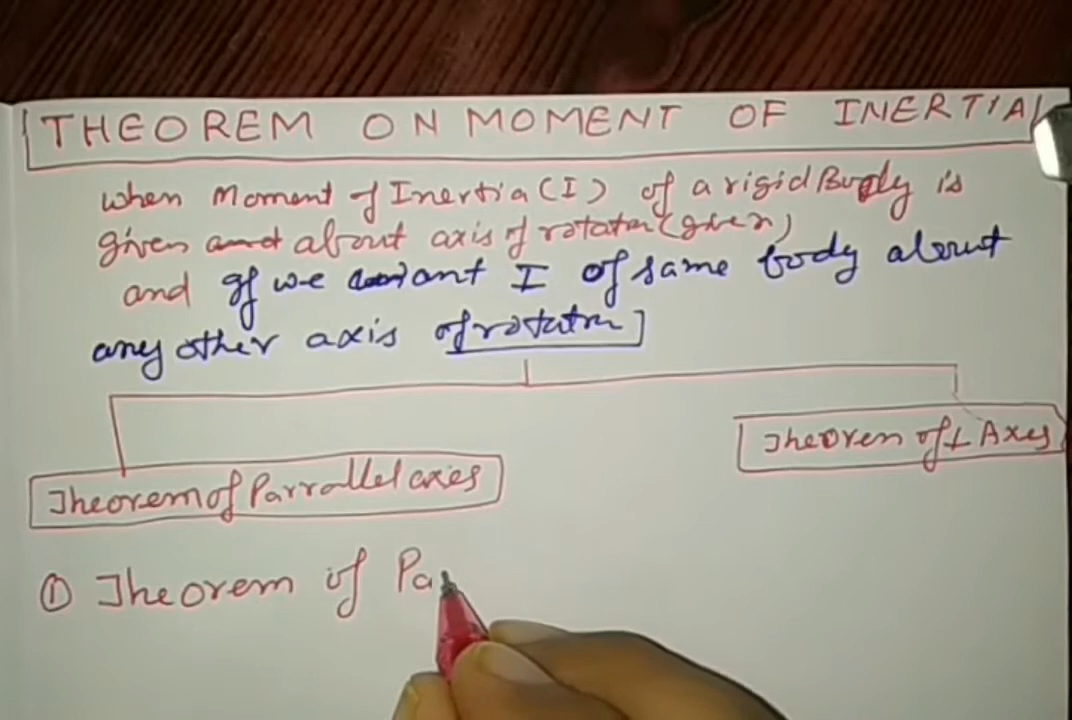 THEOREM ON MOMENT OF INERTIA
when Moment of Inertia (I) of a rigid Body is
given about axis of rotatn (given)
and If we want I of same body about
any other axis of rotatn]
Theorem of ⊥ Axes
Theorem of Parrallel axes
① Theorem of Pa